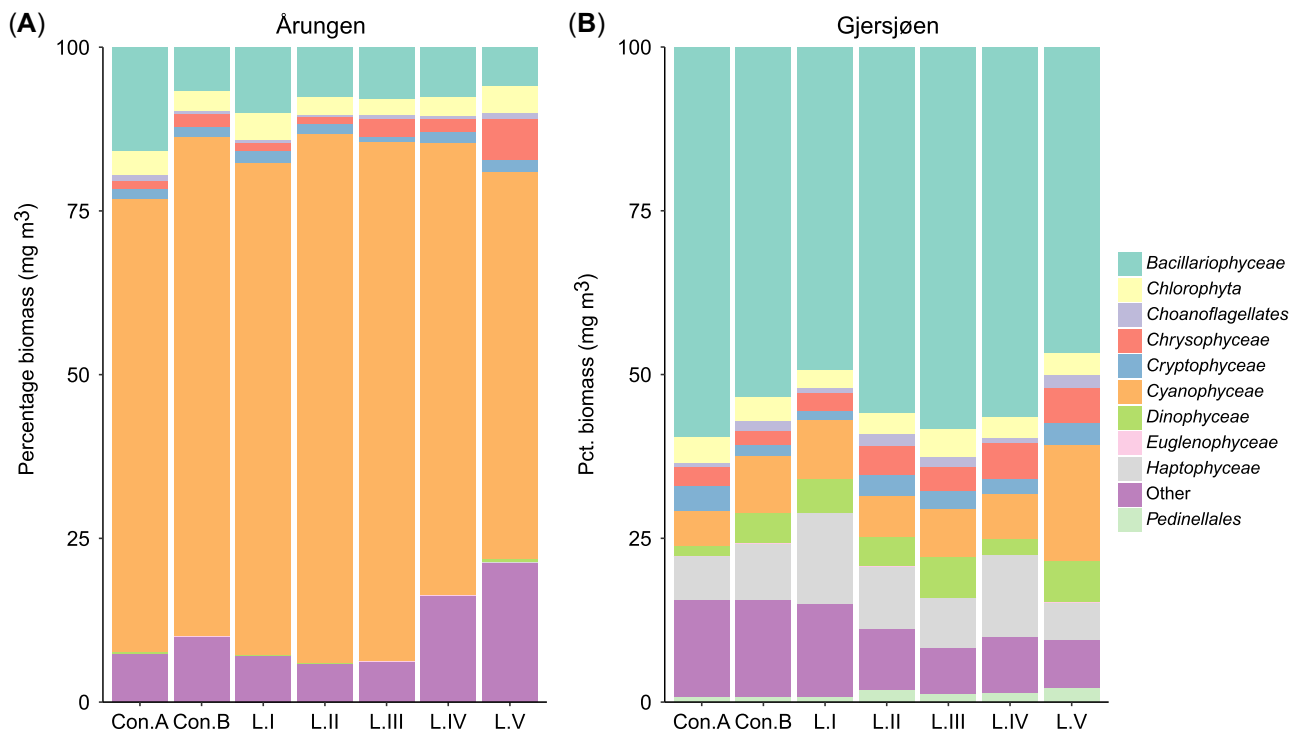 (A)
Årungen
Percentage biomass (mg m³)
100
75
50
25
0
Con.A Con.B L.I L.II L.III L.IV L.V
(B)
Gjersjøen
Pct. biomass (mg m³)
100
75
50
25
0
Con.A Con.B L.I L.II L.III L.IV L.V
Bacillariophyceae
Chlorophyta
Choanoflagellates
Chrysophyceae
Cryptophyceae
Cyanophyceae
Dinophyceae
Euglenophyceae
Haptophyceae
Other
Pedinellales